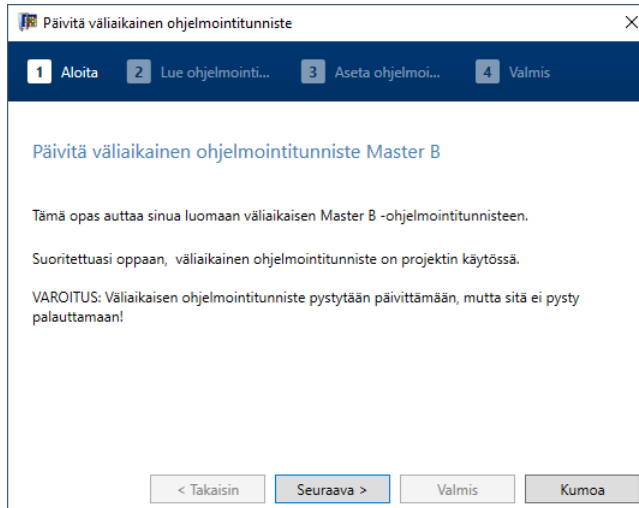 Päivitä väliaikainen ohjelmointitunniste
1 Aloita 2 Lue ohjelmointi... 3 Aseta ohjelmoi... 4 Valmis
Päivitä väliaikainen ohjelmointitunniste Master B
Tämä opas auttaa sinua luomaan väliaikaisen Master B -ohjelmointitunnisteen.
Suoritettuasi oppaan, väliaikainen ohjelmointitunniste on projektin käytössä.
VAROITUS: Väliaikaisen ohjelmointitunniste pystytään päivittämään, mutta sitä ei pysty
palauttamaan!
< Takaisin Seuraava > Valmis Kumoa